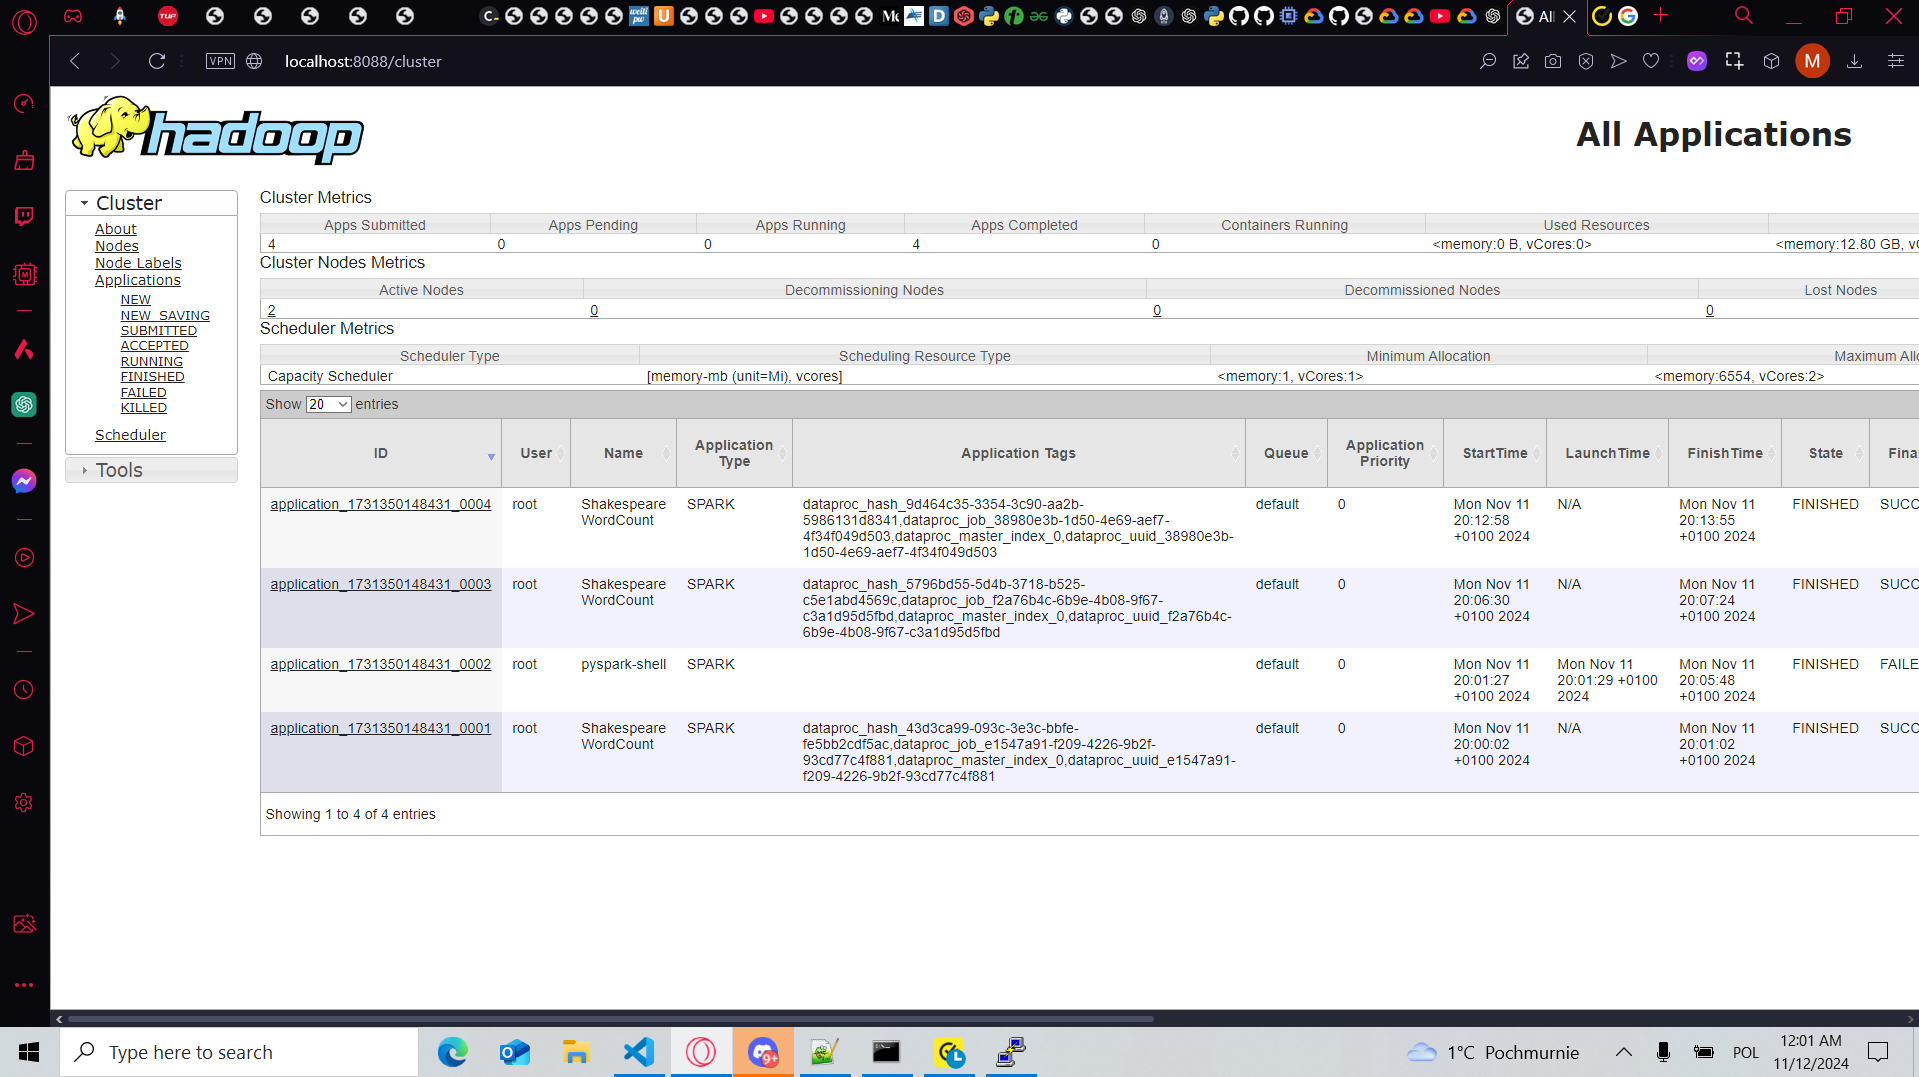 All
VPN
localhost:8088/cluster
M
hadoop
All Applications
Cluster
About
Nodes
Node Labels
Applications
NEW
NEW_SAVING
SUBMITTED
ACCEPTED
RUNNING
FINISHED
FAILED
KILLED
Scheduler
Tools
Cluster Metrics
Apps Submitted Apps Pending Apps Running Apps Completed Containers Running Used Resources
4 0 0 4 0 <memory:0 B, vCores:0> <memory:12.80 GB, vC
Cluster Nodes Metrics
Active Nodes Decommissioning Nodes Decommissioned Nodes Lost Nodes
2 0 0 0
Scheduler Metrics
Scheduler Type Scheduling Resource Type Minimum Allocation Maximum Allo
Capacity Scheduler [memory-mb (unit=Mi), vcores] <memory:1, vCores:1> <memory:6554, vCores:2>
Show 20 entries
ID User Name Application Type Application Tags Queue Application Priority StartTime LaunchTime FinishTime State Final
application_1731350148431_0004 root Shakespeare SPARK dataproc_hash_9d464c35-3354-3c90-aa2b- default 0 Mon Nov 11 N/A Mon Nov 11 FINISHED SUCC
WordCount 5986131d8341,dataproc_job_38980e3b-1d50-4e69-aef7- 20:12:58 20:13:55
4f34f049d503,dataproc_master_index_0,dataproc_uuid_38980e3b- +0100 2024 +0100 2024
1d50-4e69-aef7-4f34f049d503
application_1731350148431_0003 root Shakespeare SPARK dataproc_hash_5796bd55-5d4b-3718-b525- default 0 Mon Nov 11 N/A Mon Nov 11 FINISHED SUCC
WordCount c5e1abd4569c,dataproc_job_f2a76b4c-6b9e-4b08-9f67- 20:06:30 20:07:24
c3a1d95d5fbd,dataproc_master_index_0,dataproc_uuid_f2a76b4c- +0100 2024 +0100 2024
6b9e-4b08-9f67-c3a1d95d5fbd
application_1731350148431_0002 root pyspark-shell SPARK default 0 Mon Nov 11 Mon Nov 11 Mon Nov 11 FINISHED FAILE
20:01:27 20:01:29 +0100 20:05:48
+0100 2024 2024 +0100 2024
application_1731350148431_0001 root Shakespeare SPARK dataproc_hash_43d3ca99-093c-3e3c-bbfe- default 0 Mon Nov 11 N/A Mon Nov 11 FINISHED SUCC
WordCount fe5bb2cdf5ac,dataproc_job_e1547a91-f209-4226-9b2f- 20:00:02 20:01:02
93cd77c4f881,dataproc_master_index_0,dataproc_uuid_e1547a91- +0100 2024 +0100 2024
f209-4226-9b2f-93cd77c4f881
Showing 1 to 4 of 4 entries
Type here to search
9+
1°C Pochmurnie
POL
12:01 AM
11/12/2024